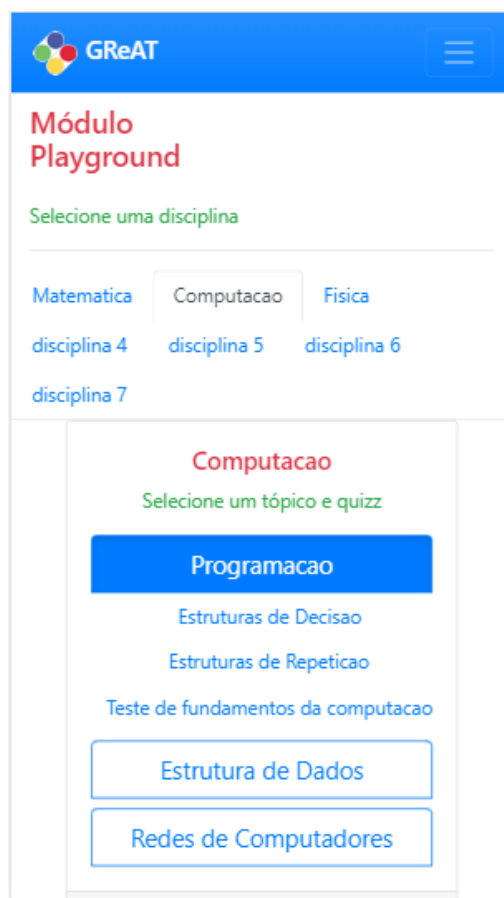 GReAT
Módulo
Playground
Selecione uma disciplina
Matematica Computacao Fisica
disciplina 4 disciplina 5 disciplina 6
disciplina 7
Computacao
Selecione um tópico e quizz
Programacao
Estruturas de Decisao
Estruturas de Repeticao
Teste de fundamentos da computacao
Estrutura de Dados
Redes de Computadores